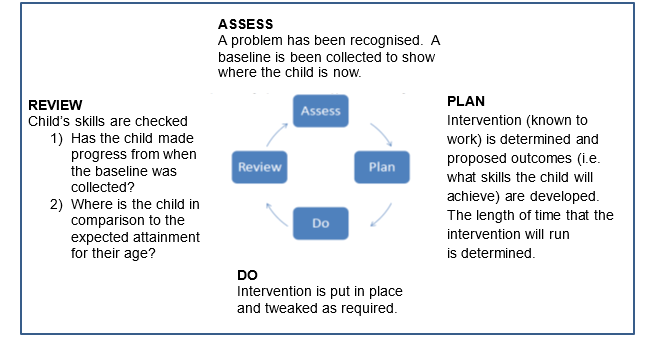 ASSESS
A problem has been recognised.  A
baseline is been collected to show
where the child is now.
REVIEW
Child's skills are checked
1) Has the child made
progress from when
the baseline was
collected?
2) Where is the child in
comparison to the
expected attainment
for their age?
Assess
Review
Plan
Do
PLAN
Intervention (known to
work) is determined and
proposed outcomes (i.e.
what skills the child will
achieve) are developed.
The length of time that the
intervention will run
is determined.
DO
Intervention is put in place
and tweaked as required.